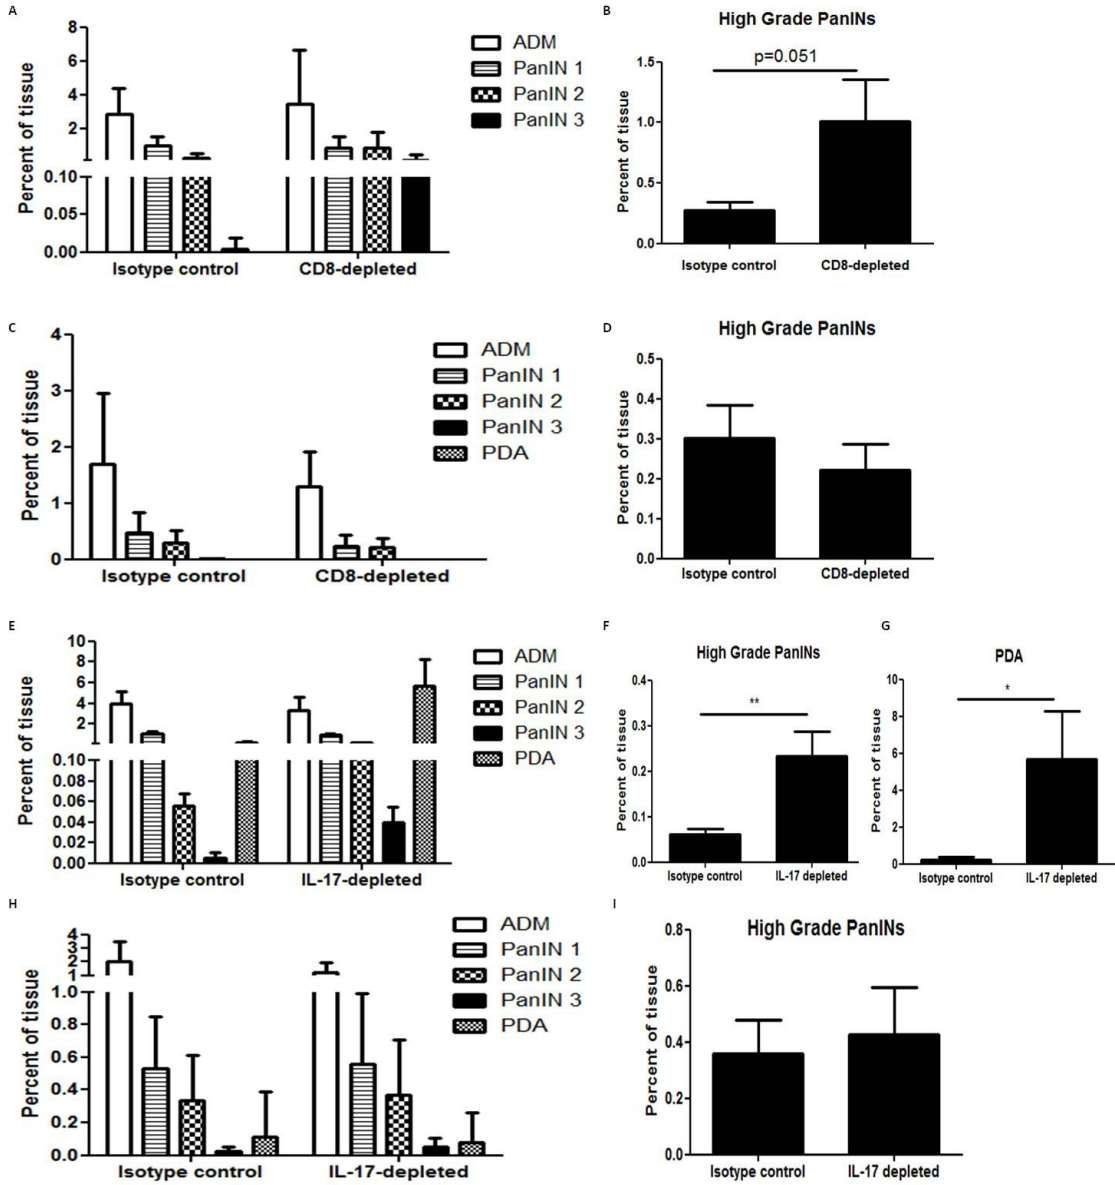 A
Percent of tissue
8
6
4
2
0.10
0.05
0.00
Isotype control
CD8-depleted
ADM
PanIN 1
PanIN 2
PanIN 3
B
High Grade PanINs
p=0.051
Percent of tissue
1.5
1.0
0.5
0.0
Isotype control
CD8-depleted
C
Percent of tissue
4
3
2
1
0
Isotype control
CD8-depleted
ADM
PanIN 1
PanIN 2
PanIN 3
PDA
D
High Grade PanINs
Percent of tissue
0.5
0.4
0.3
0.2
0.1
0.0
Isotype control
CD8-depleted
E
Percent of tissue
10
8
6
4
2
0.10
0.08
0.06
0.04
0.02
0.00
Isotype control
IL-17-depleted
ADM
PanIN 1
PanIN 2
PanIN 3
PDA
F
High Grade PanINs
**
Percent of tissue
0.4
0.3
0.2
0.1
0.0
Isotype control
IL-17 depleted
G
PDA
*
Percent of tissue
10
8
6
4
2
0
Isotype control
IL-17 depleted
H
Percent of tissue
4
3
2
1
1.0
0.8
0.6
0.4
0.2
0.0
Isotype control
IL-17-depleted
ADM
PanIN 1
PanIN 2
PanIN 3
PDA
I
High Grade PanINs
Percent of tissue
0.8
0.6
0.4
0.2
0.0
Isotype control
IL-17 depleted